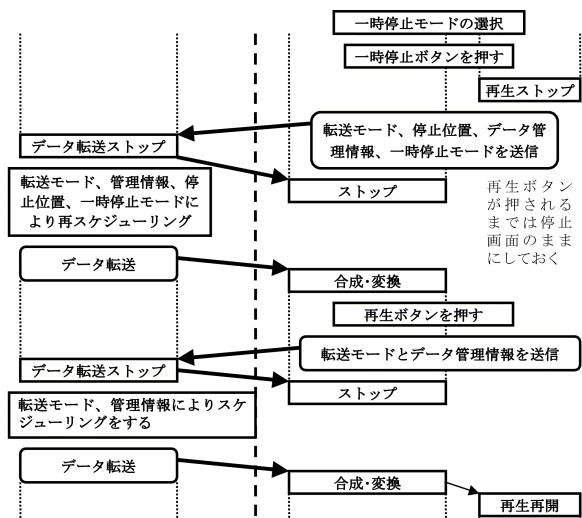 一時停止モードの選択
一時停止ボタンを押す
再生ストップ
転送モード、停止位置、データ管
理情報、一時停止モードを送信
データ転送ストップ
転送モード、管理情報、停
止位置、一時停止モードに
より再スケジューリング
ストップ
再生ボタン
が押される
までは停止
画面のまま
にしておく
データ転送
合成･変換
再生ボタンを押す
転送モードとデータ管理情報を送信
データ転送ストップ
ストップ
転送モード、管理情報によりスケ
ジューリングをする
データ転送
合成･変換
再生再開